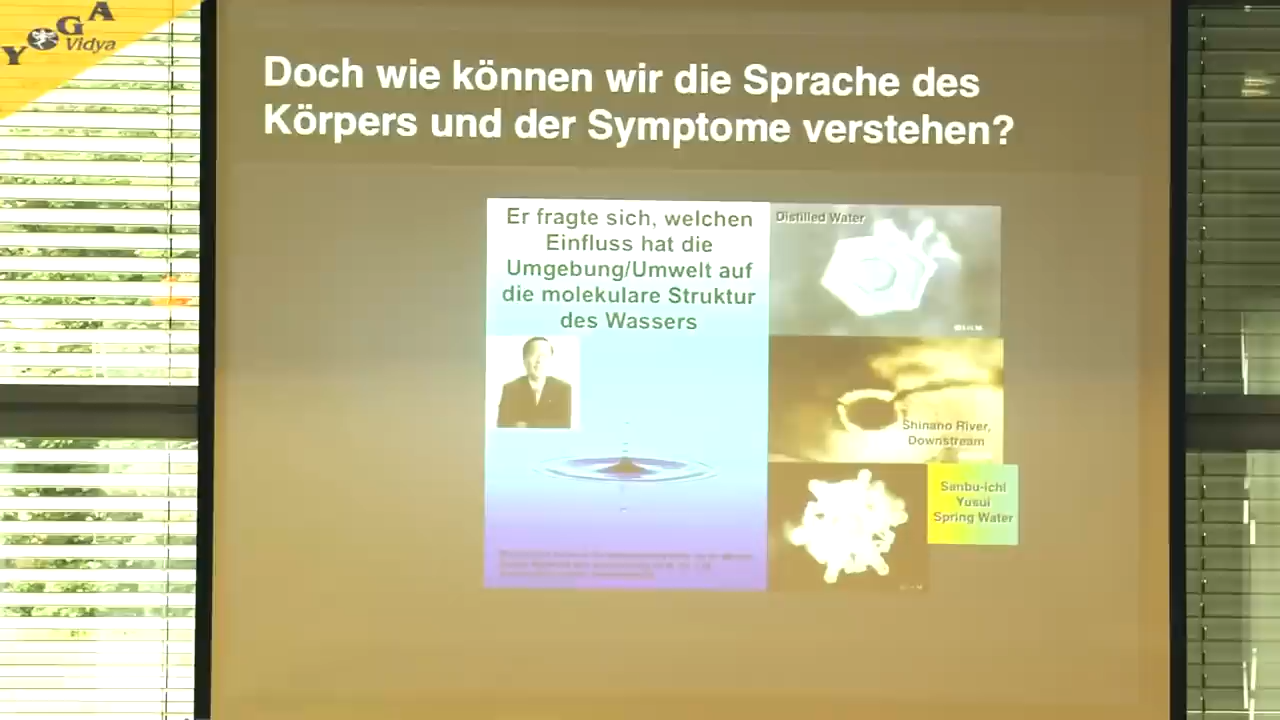 YOGA
Vidya
Doch wie können wir die Sprache des
Körpers und der Symptome verstehen?
Er fragte sich, welchen
Einfluss hat die
Umgebung/Umwelt auf
die molekulare Struktur
des Wassers
Distilled Water
Shinano River,
Downstream
Sanbu-ichi
Yusui
Spring Water